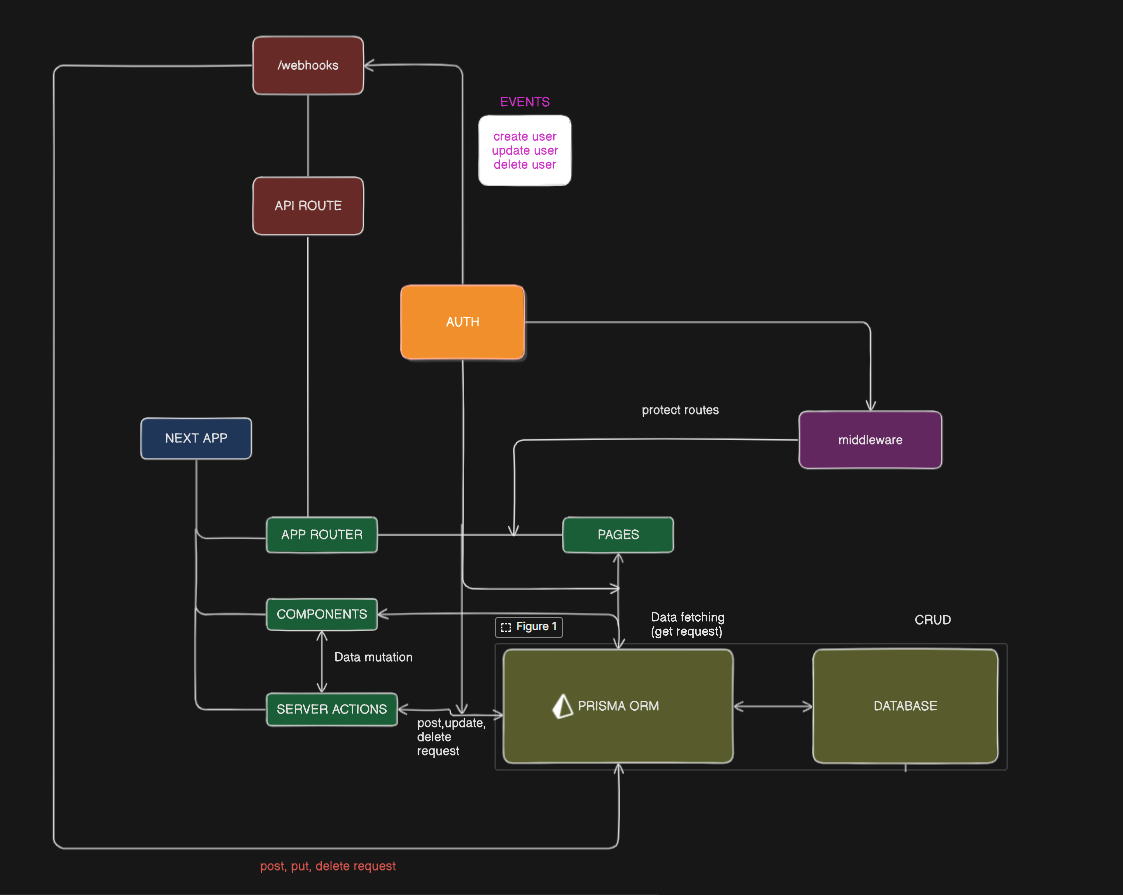 /webhooks
EVENTS
create user
update user
delete user
API ROUTE
AUTH
protect routes
NEXT APP
middleware
APP ROUTER
PAGES
COMPONENTS
Figure 1
Data fetching
(get request)
CRUD
Data mutation
SERVER ACTIONS
PRISMA ORM
DATABASE
post,update,
delete
request
post, put, delete request